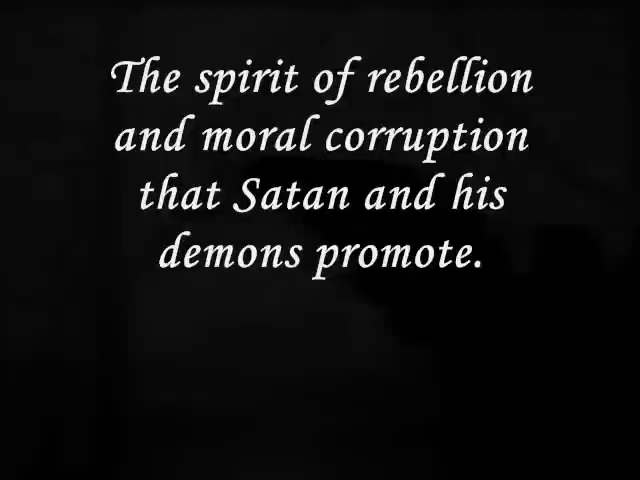 The spirit of rebellion
and moral corruption
that Satan and his
demons promote.